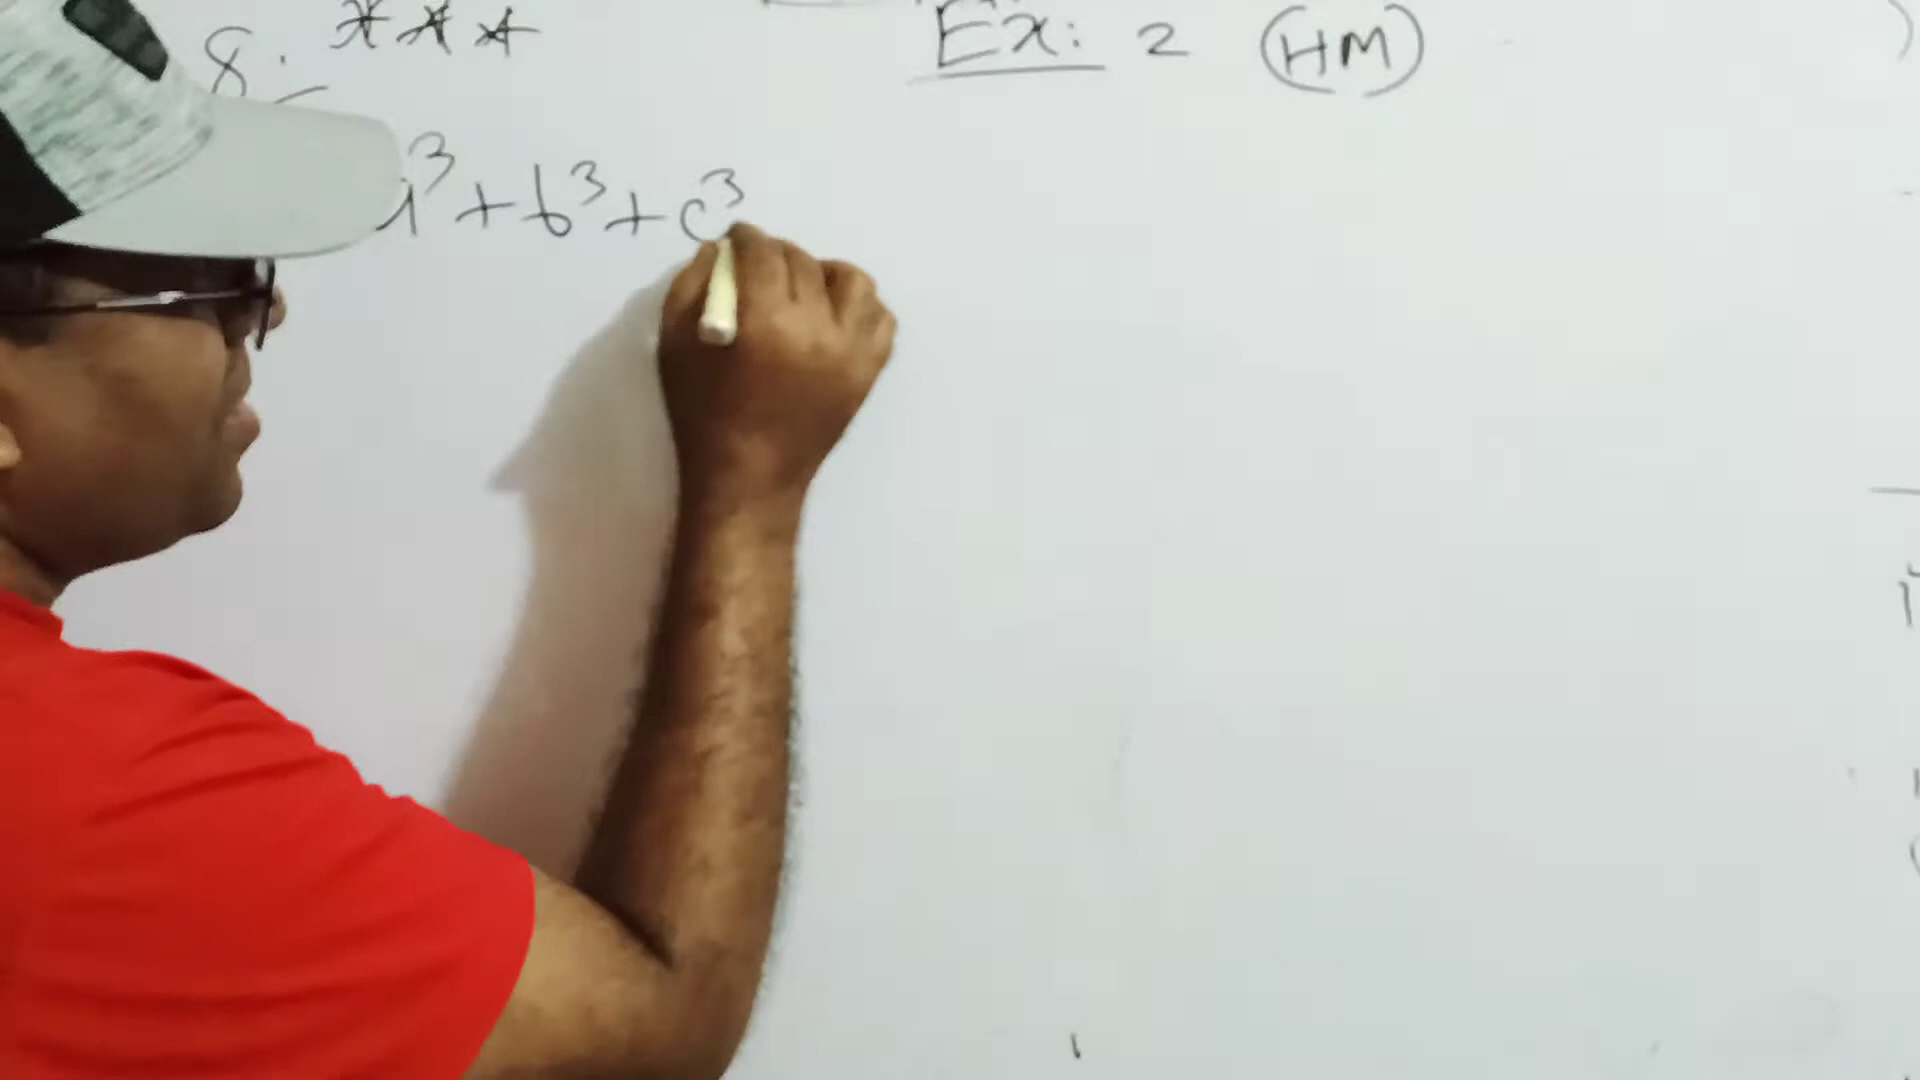 8. ***
Ex: 2 (HM)
a³ + b³ + c³